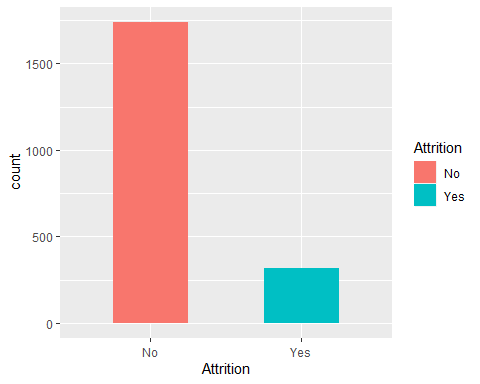 1500
1000
500
0
count
No
Yes
Attrition
Attrition
No
Yes